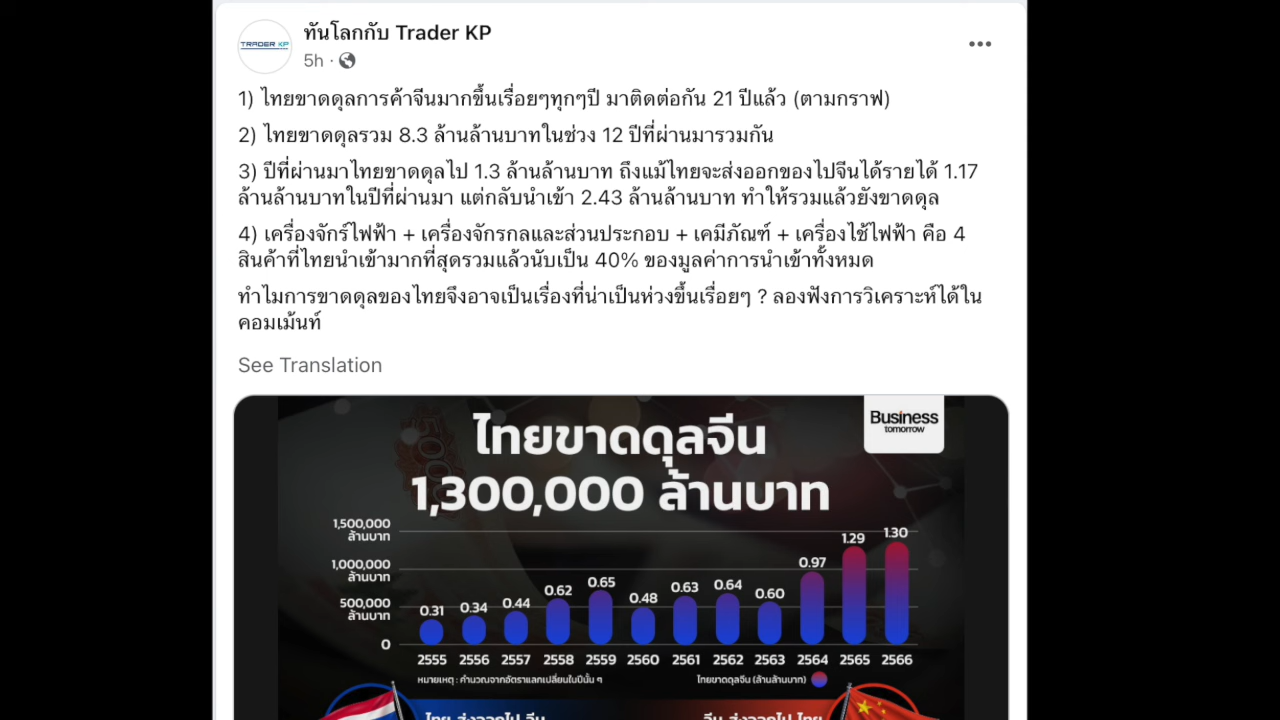 ทันโลกกับ Trader KP
TRADER KP
5h ·
1) ไทยขาดดุลการค้าจีนมากขึ้นเรื่อยๆทุกๆปี มาติดต่อกัน 21 ปีแล้ว (ตามกราฟ)
2) ไทยขาดดุลรวม 8.3 ล้านล้านบาทในช่วง 12 ปีที่ผ่านมารวมกัน
3) ปีที่ผ่านมาไทยขาดดุลไป 1.3 ล้านล้านบาท ถึงแม้ไทยจะส่งออกของไปจีนได้รายได้ 1.17
ล้านล้านบาทในปีที่ผ่านมา แต่กลับนำเข้า 2.43 ล้านล้านบาท ทำให้รวมแล้วยังขาดดุล
4) เครื่องจักร์ไฟฟ้า + เครื่องจักรกลและส่วนประกอบ + เคมีภัณฑ์ + เครื่องไช้ไฟฟ้า คือ 4
สินค้าที่ไทยนำเข้ามากที่สุดรวมแล้วนับเป็น 40% ของมูลค่าการนำเข้าทั้งหมด
ทำไมการขาดดุลของไทยจึงอาจเป็นเรื่องที่น่าเป็นห่วงขึ้นเรื่อยๆ ? ลองฟังการวิเคราะห์ได้ใน
คอมเม้นท์
See Translation
Business
tomorrow
ไทยขาดดุลจีน
1,300,000 ล้านบาท
1,500,000
ล้านบาท
1,000,000
ล้านบาท
500,000
ล้านบาท
0
0.31 0.34 0.44 0.62 0.65 0.48 0.63 0.64 0.60 0.97 1.29 1.30
2555 2556 2557 2558 2559 2560 2561 2562 2563 2564 2565 2566
หมายเหตุ : คำนวณจากอัตราแลกเปลี่ยนในปีนั้น ๆ
ไทยขาดดุลจีน (ล้านล้านบาท)
ไทย ส่งออกไป จีน
จีน ส่งออกไป ไทย